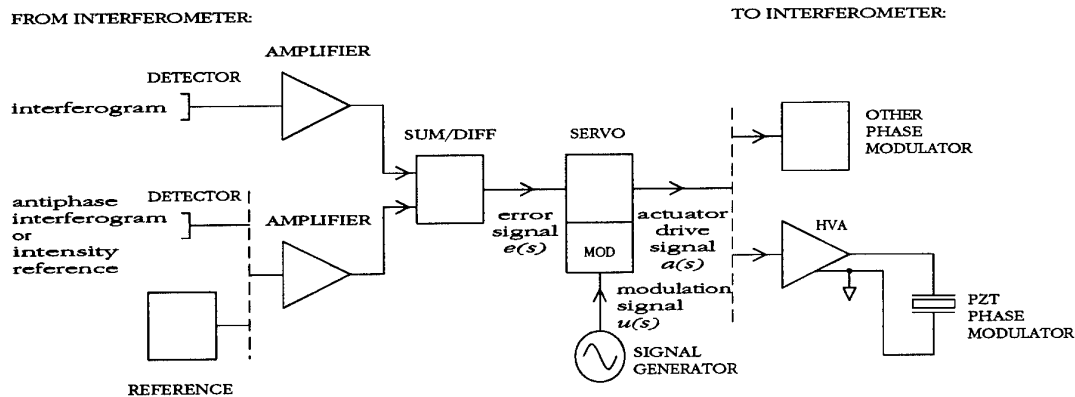 FROM INTERFEROMETER:
TO INTERFEROMETER:
AMPLIFIER
DETECTOR
interferogram
SUM/DIFF
SERVO
OTHER
PHASE
MODULATOR
DETECTOR
antiphase
interferogram
or
intensity
reference
AMPLIFIER
error
signal
e(s)
MOD
actuator
drive
signal
a(s)
HVA
modulation
signal
u(s)
PZT
PHASE
MODULATOR
SIGNAL
GENERATOR
REFERENCE